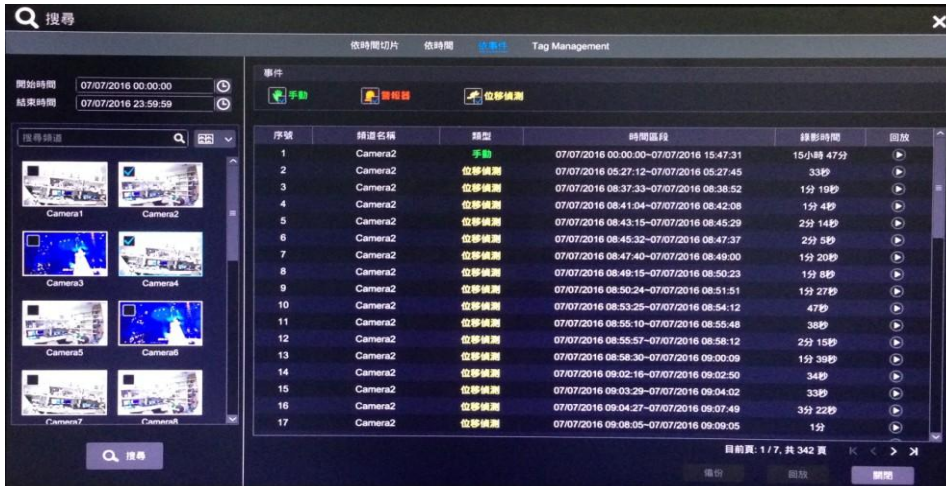 搜尋
依時間切片 依時間 依事件 Tag Management
開始時間 07/07/2016 00:00:00
結束時間 07/07/2016 23:59:59
搜尋頻道
Camera1 Camera2
Camera3 Camera4
Camera5 Camera6
Camera7 Camera8
搜尋
事件
手動 警報器 位移偵測
序號 頻道名稱 類型 時間區段 錄影時間 回放
1 Camera2 手動 07/07/2016 00:00:00~07/07/2016 15:47:31 15小時 47分
2 Camera2 位移偵測 07/07/2016 05:27:12~07/07/2016 05:27:45 33秒
3 Camera2 位移偵測 07/07/2016 08:37:33~07/07/2016 08:38:52 1分 19秒
4 Camera2 位移偵測 07/07/2016 08:41:04~07/07/2016 08:42:08 1分 4秒
5 Camera2 位移偵測 07/07/2016 08:43:15~07/07/2016 08:45:29 2分 14秒
6 Camera2 位移偵測 07/07/2016 08:45:32~07/07/2016 08:47:37 2分 5秒
7 Camera2 位移偵測 07/07/2016 08:47:40~07/07/2016 08:49:00 1分 20秒
8 Camera2 位移偵測 07/07/2016 08:49:15~07/07/2016 08:50:23 1分 8秒
9 Camera2 位移偵測 07/07/2016 08:50:24~07/07/2016 08:51:51 1分 27秒
10 Camera2 位移偵測 07/07/2016 08:53:25~07/07/2016 08:54:12 47秒
11 Camera2 位移偵測 07/07/2016 08:55:10~07/07/2016 08:55:48 38秒
12 Camera2 位移偵測 07/07/2016 08:55:57~07/07/2016 08:58:12 2分 15秒
13 Camera2 位移偵測 07/07/2016 08:58:30~07/07/2016 09:00:09 1分 39秒
14 Camera2 位移偵測 07/07/2016 09:02:16~07/07/2016 09:02:50 34秒
15 Camera2 位移偵測 07/07/2016 09:03:29~07/07/2016 09:04:02 33秒
16 Camera2 位移偵測 07/07/2016 09:04:27~07/07/2016 09:07:49 3分 22秒
17 Camera2 位移偵測 07/07/2016 09:08:05~07/07/2016 09:09:05 1分
目前頁: 1 / 7, 共 342 頁
備份 回放 關閉